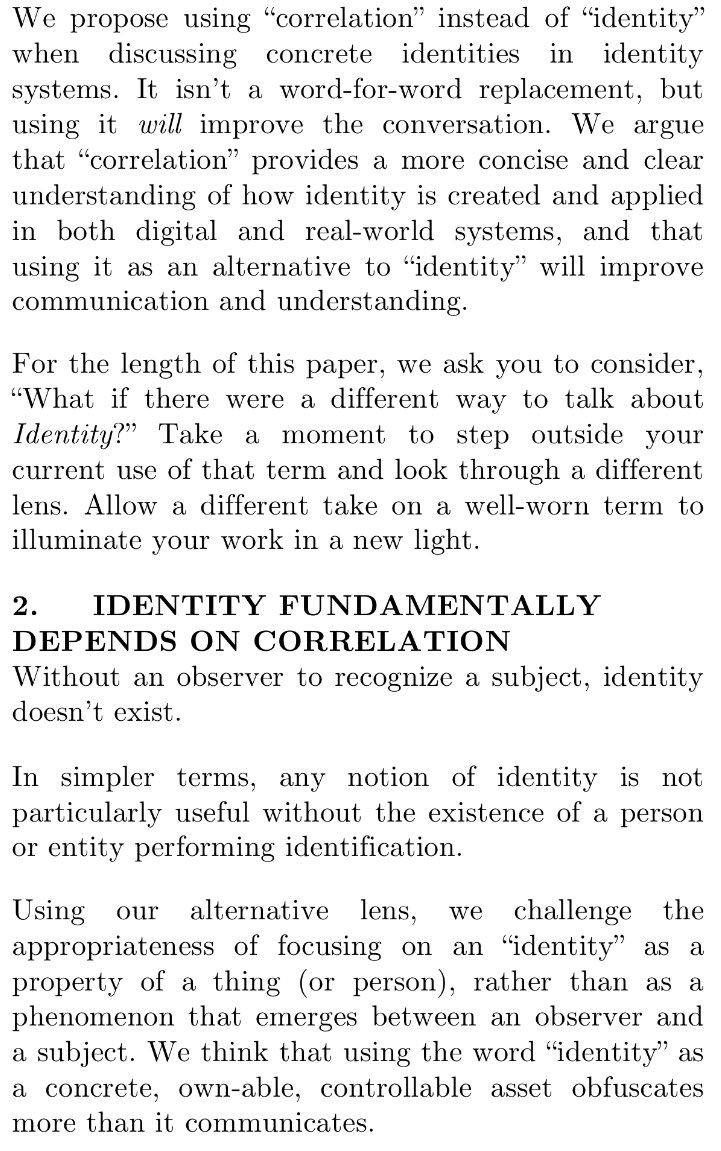 We propose using “correlation” instead of “identity”
when discussing concrete identities in identity
systems. It isn’t a word-for-word replacement, but
using it will improve the conversation. We argue
that “correlation” provides a more concise and clear
understanding of how identity is created and applied
in both digital and real-world systems, and that
using it as an alternative to “identity” will improve
communication and understanding.
For the length of this paper, we ask you to consider,
“What if there were a different way to talk about
Identity?” Take a moment to step outside your
current use of that term and look through a different
lens. Allow a different take on a well-worn term to
illuminate your work in a new light.
2. IDENTITY FUNDAMENTALLY
DEPENDS ON CORRELATION
Without an observer to recognize a subject, identity
doesn’t exist.
In simpler terms, any notion of identity is not
particularly useful without the existence of a person
or entity performing identification.
Using our alternative lens, we challenge the
appropriateness of focusing on an “identity” as a
property of a thing (or person), rather than as a
phenomenon that emerges between an observer and
a subject. We think that using the word “identity” as
a concrete, own-able, controllable asset obfuscates
more than it communicates.